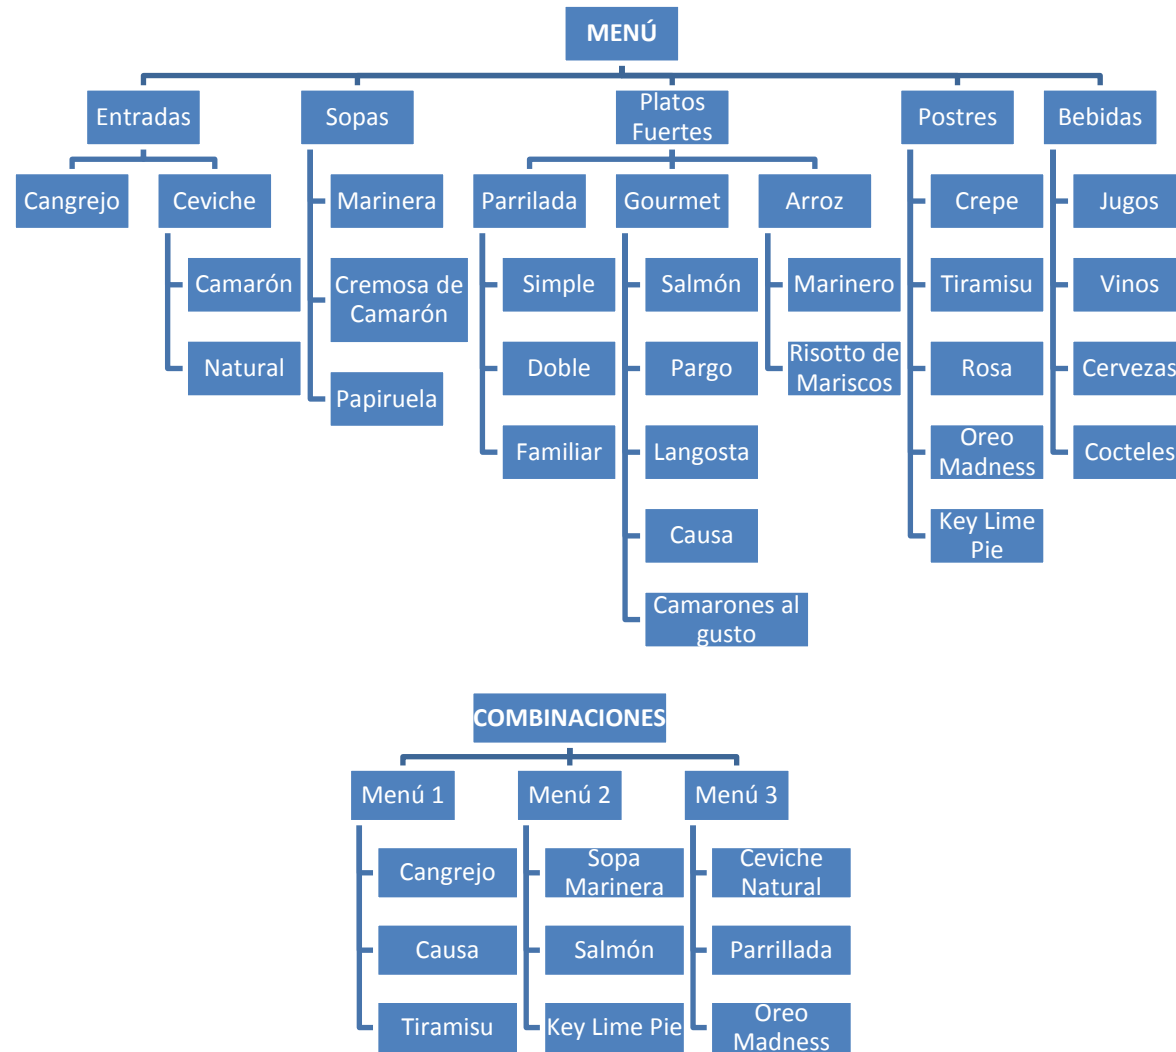 MENÚ
Entradas
Sopas
Platos
Fuertes
Postres
Bebidas
Cangrejo
Ceviche
Marinera
Parrilada
Gourmet
Arroz
Crepe
Jugos
Camarón
Cremosa de
Camarón
Simple
Salmón
Marinero
Tiramisu
Vinos
Natural
Papiruela
Doble
Pargo
Risotto de
Mariscos
Rosa
Cervezas
Familiar
Langosta
Oreo
Madness
Cocteles
Causa
Key Lime
Pie
Camarones al
gusto
COMBINACIONES
Menú 1
Menú 2
Menú 3
Cangrejo
Sopa
Marinera
Ceviche
Natural
Causa
Salmón
Parrillada
Tiramisu
Key Lime Pie
Oreo
Madness